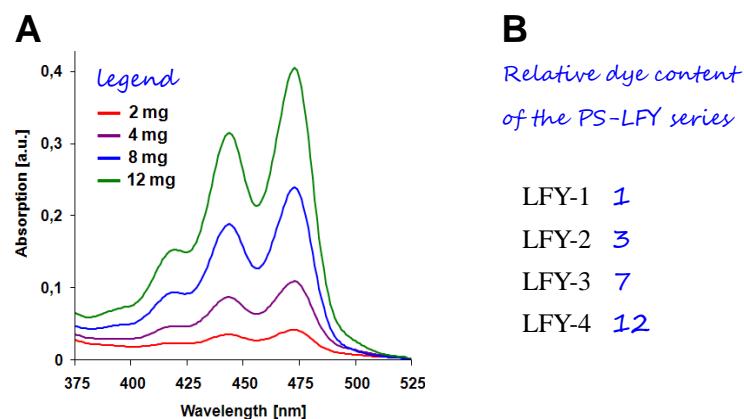 A
B
legend
2 mg
4 mg
8 mg
12 mg
0,4
0,3
0,2
0,1
0
Absorption [a.u.]
375
400
425
450
475
500
525
Wavelength [nm]
Relative dye content
of the PS-LFY series
LFY-1 1
LFY-2 3
LFY-3 7
LFY-4 12